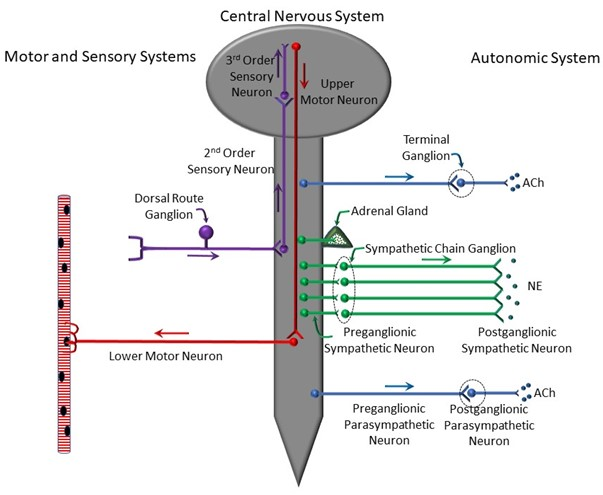 Central Nervous System
Motor and Sensory Systems
Autonomic System
3rd Order
Sensory
Neuron
Upper
Motor Neuron
2nd Order
Sensory Neuron
Terminal
Ganglion
ACh
Dorsal Route
Ganglion
Adrenal Gland
Sympathetic Chain Ganglion
NE
Preganglionic
Sympathetic Neuron
Postganglionic
Sympathetic Neuron
Lower Motor Neuron
ACh
Preganglionic
Parasympathetic
Neuron
Postganglionic
Parasympathetic
Neuron